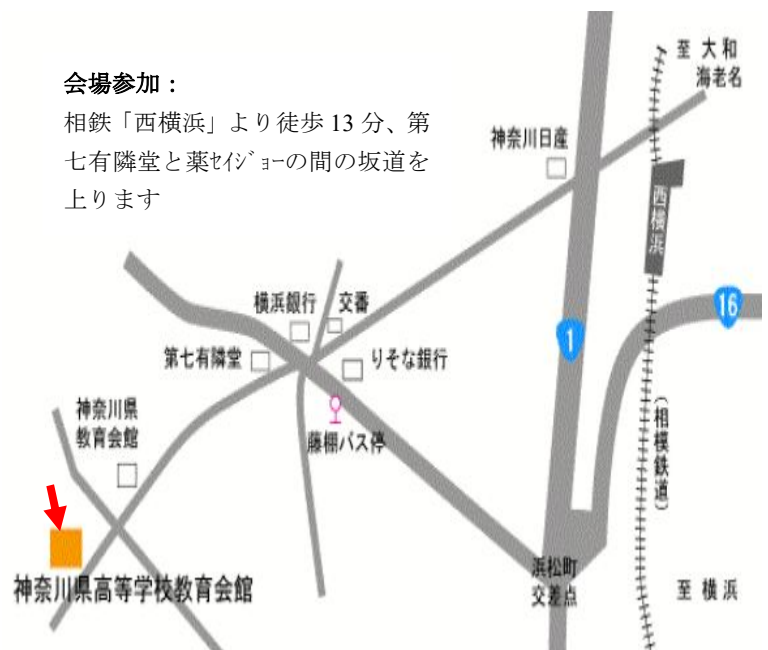 会場参加：
相鉄「西横浜」より徒歩 13 分、第
七有隣堂と薬ｾｲｼﾞｮｰの間の坂道を
上ります
至 大和
海老名
神奈川日産
西横浜
横浜銀行
交番
16
1
第七有隣堂
りそな銀行
神奈川県
教育会館
藤棚バス停
（相模鉄道）
浜松町
交差点
至 横浜
神奈川県高等学校教育会館